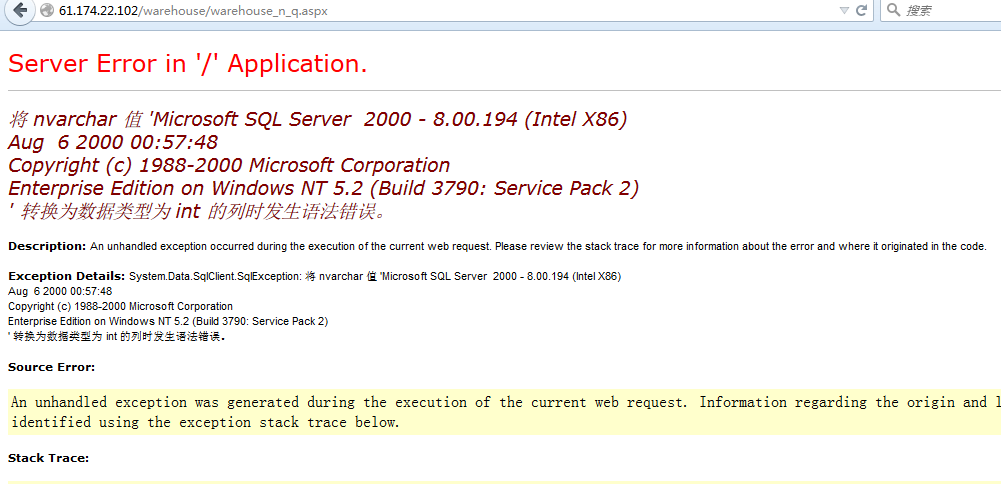 61.174.22.102/warehouse/warehouse_n_q.aspx
搜索
Server Error in '/' Application.
将 nvarchar 值 'Microsoft SQL Server  2000 - 8.00.194 (Intel X86)
Aug  6 2000 00:57:48
Copyright (c) 1988-2000 Microsoft Corporation
Enterprise Edition on Windows NT 5.2 (Build 3790: Service Pack 2)
' 转换为数据类型为 int 的列时发生语法错误。
Description: An unhandled exception occurred during the execution of the current web request. Please review the stack trace for more information about the error and where it originated in the code.
Exception Details: System.Data.SqlClient.SqlException: 将 nvarchar 值 'Microsoft SQL Server  2000 - 8.00.194 (Intel X86)
Aug  6 2000 00:57:48
Copyright (c) 1988-2000 Microsoft Corporation
Enterprise Edition on Windows NT 5.2 (Build 3790: Service Pack 2)
' 转换为数据类型为 int 的列时发生语法错误。
Source Error:
An unhandled exception was generated during the execution of the current web request. Information regarding the origin and
identified using the exception stack trace below.
Stack Trace: